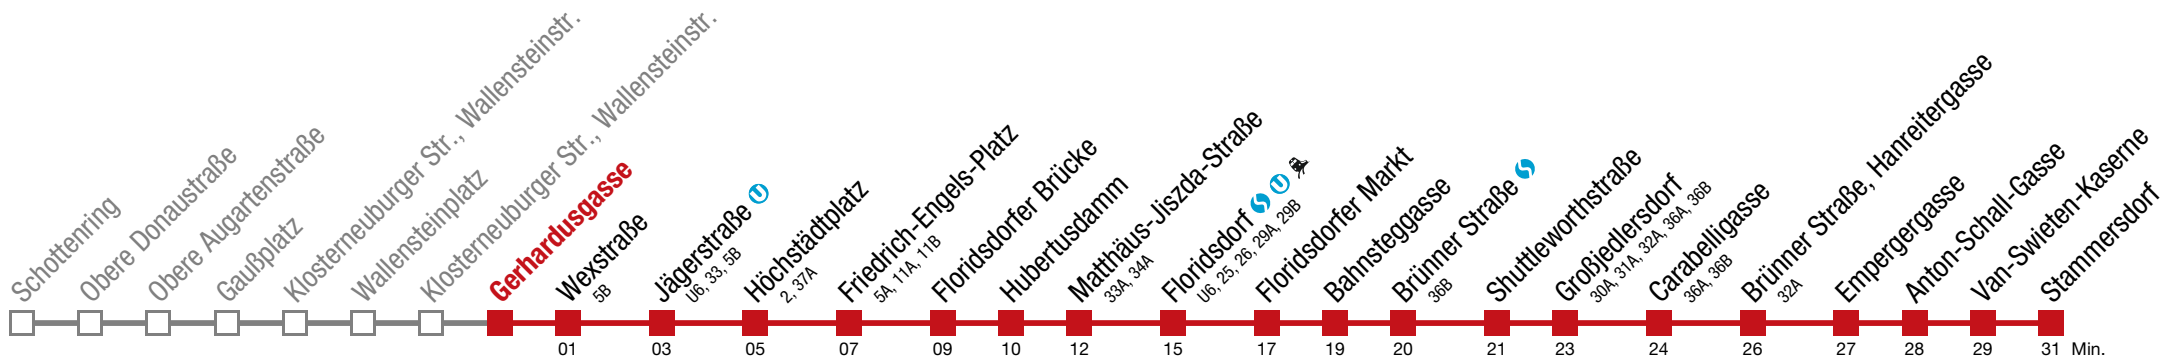 Schottenring
Obere Donaustraße
Obere Augartenstraße
Gaußplatz
Klosterneuburger Str., Wallensteinstr.
Wallensteinplatz
Klosterneuburger Str., Wallensteinstr.
Gerhardusgasse
Wexstraße
5B
Jägerstraße U
U6, 33, 5B
Höchstädtplatz
2, 37A
Friedrich-Engels-Platz
5A, 11A, 11B
Floridsdorfer Brücke
Hubertusdamm
Matthäus-Jiszda-Straße
33A, 34A
Floridsdorf S U
U6, 25, 26, 29A, 29B
Floridsdorfer Markt
Bahnsteggasse
Brünner Straße S
36B
Shuttleworthstraße
Großjedlersdorf
30A, 31A, 32A, 36A, 36B
Carabelligasse
36A, 36B
Brünner Straße, Hanreitergasse
32A
Empergergasse
Anton-Schall-Gasse
Van-Swieten-Kaserne
Stammersdorf
01 03 05 07 09 10 12 15 17 19 20 21 23 24 26 27 28 29 31 Min.